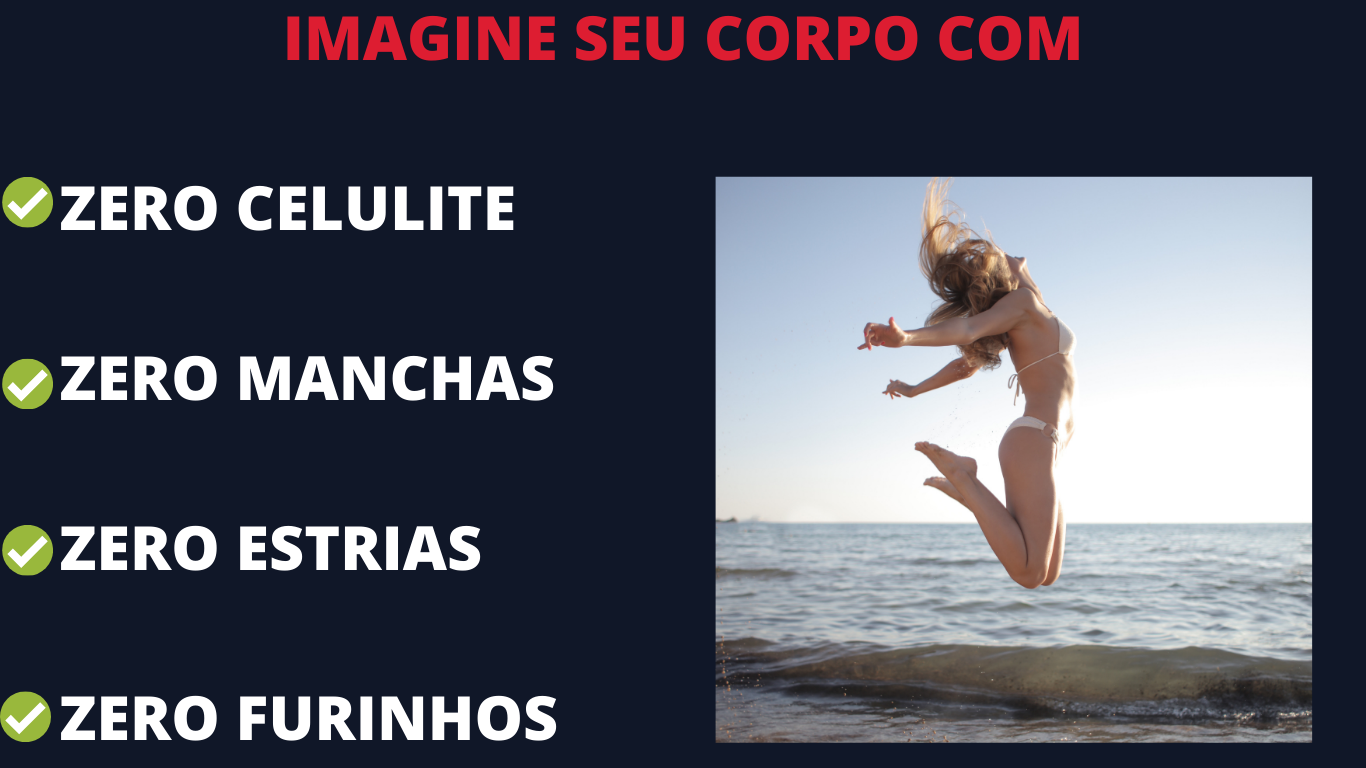 IMAGINE SEU CORPO COM
ZERO CELULITE
ZERO MANCHAS
ZERO ESTRIAS
ZERO FURINHOS